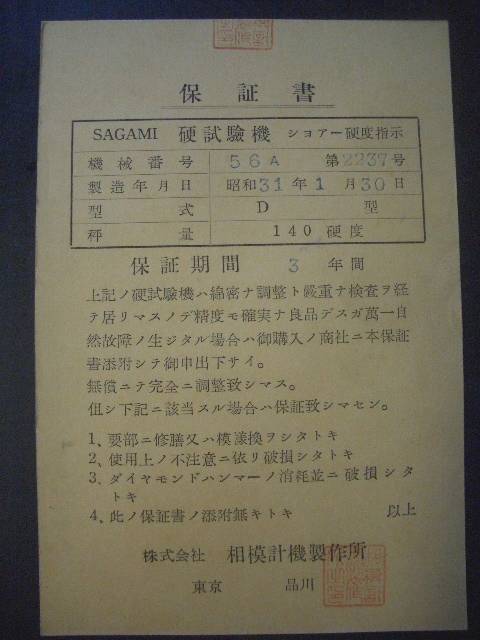 保証書
SAGAMI 硬試驗機 ショアー硬度指示
機械番号 56A 第2237号
製造年月日 昭和31年1月30日
型式 D 型
秤量 140硬度
保証期間 3 年間
上記ノ硬試驗機ハ綿密ナ調整ト嚴重ナ検査ヲ経
テ居リマスノデ精度モ確実ナ良品デスガ萬一自
然故障ノ生ジタル場合ハ御購入ノ商社ニ本保証
書添附シテ御申出下サイ。
無償ニテ完全ニ調整致シマス。
但シ下記ニ該当スル場合ハ保証致シマセン。
1、要部ニ修膳又ハ模漾換ヲシタトキ
2、使用上ノ不注意ニ依リ破損シタトキ
3、ダイヤモンドハンマーノ消耗並ニ破損シタ
トキ
4、此ノ保証書ノ添附無キトキ 以上
株式会社 相模計機製作所
東京 品川